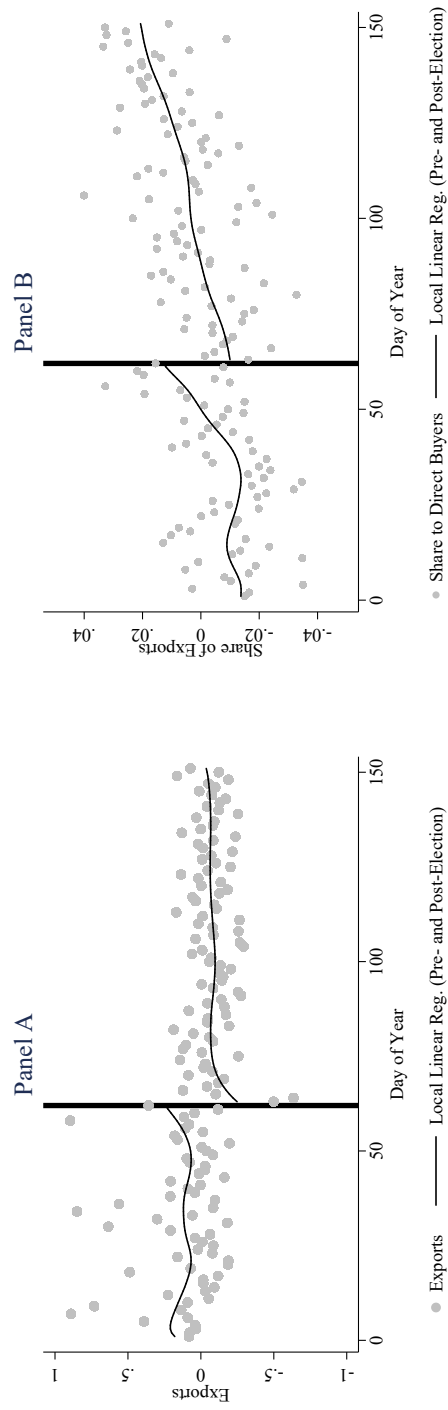 Panel A
1
.5
0
-.5
-1
Exports
0
50
100
150
Day of Year
Exports
Local Linear Reg. (Pre- and Post-Election)
Panel B
.04
.02
0
-.02
-.04
Share of Exports
0
50
100
150
Day of Year
Share to Direct Buyers
Local Linear Reg. (Pre- and Post-Election)